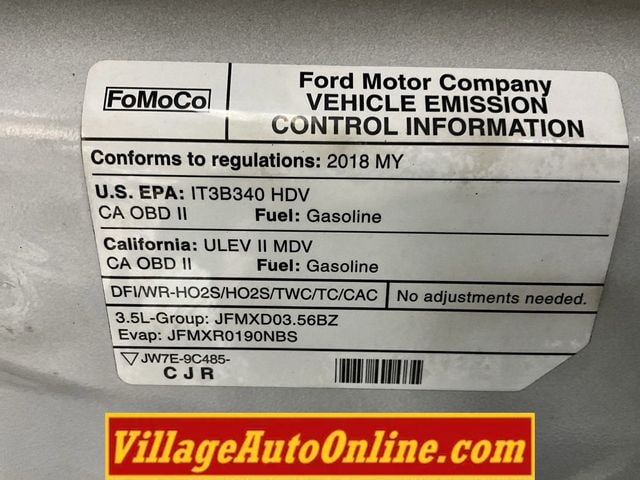 FoMoCo
Ford Motor Company
VEHICLE EMISSION
CONTROL INFORMATION
Conforms to regulations: 2018 MY
U.S. EPA: IT3B340 HDV
CA OBD II Fuel: Gasoline
California: ULEV II MDV
CA OBD II Fuel: Gasoline
DFI/WR-HO2S/HO2S/TWC/TC/CAC No adjustments needed.
3.5L-Group: JFMXD03.56BZ
Evap: JFMXR0190NBS
JW7E-9C485-
CJR
VillageAutoOnline.com